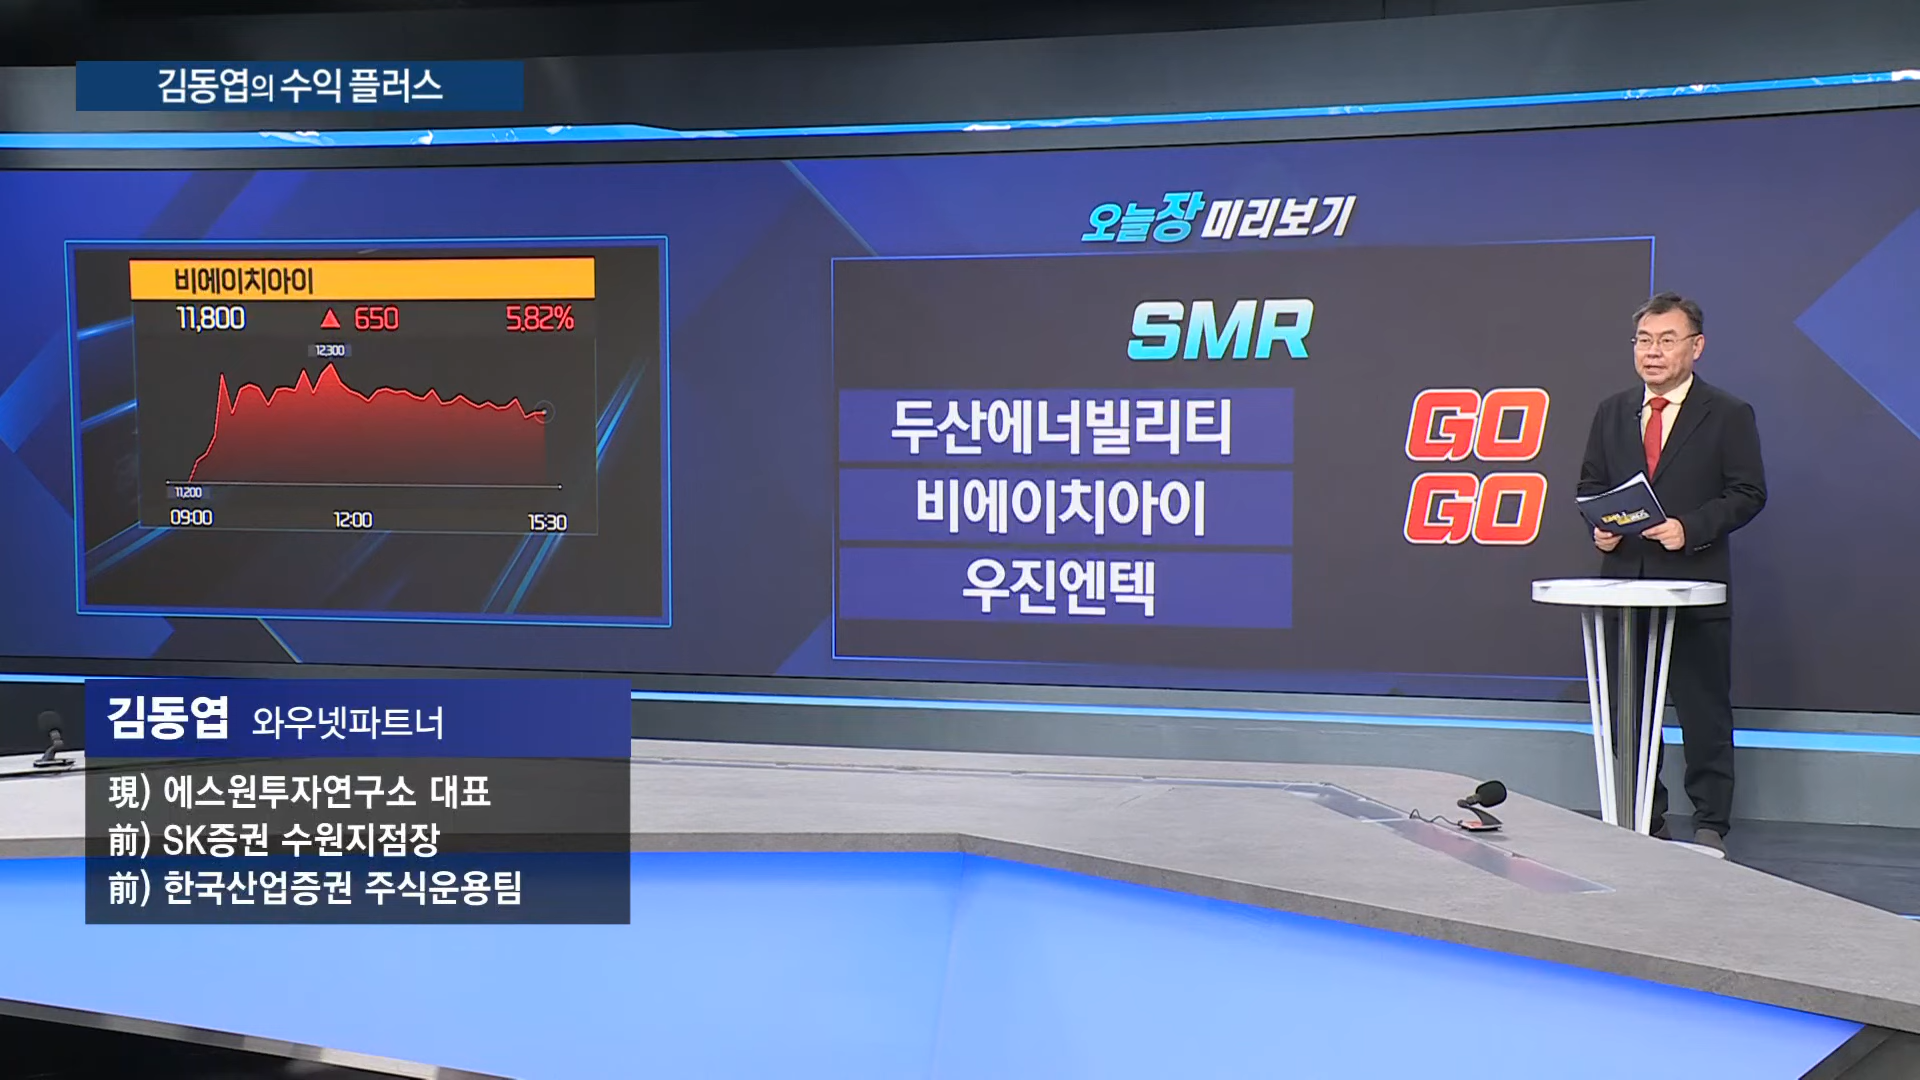 김동엽의 수익 플러스
비에이치아이
11,800 ▲ 650 5.82%
12,300
11,200
09:00 12:00 15:30
오늘장 미리보기
SMR
두산에너빌리티 GO
비에이치아이 GO
우진엔텍
김동엽 와우넷파트너
現) 에스원투자연구소 대표
前) SK증권 수원지점장
前) 한국산업증권 주식운용팀